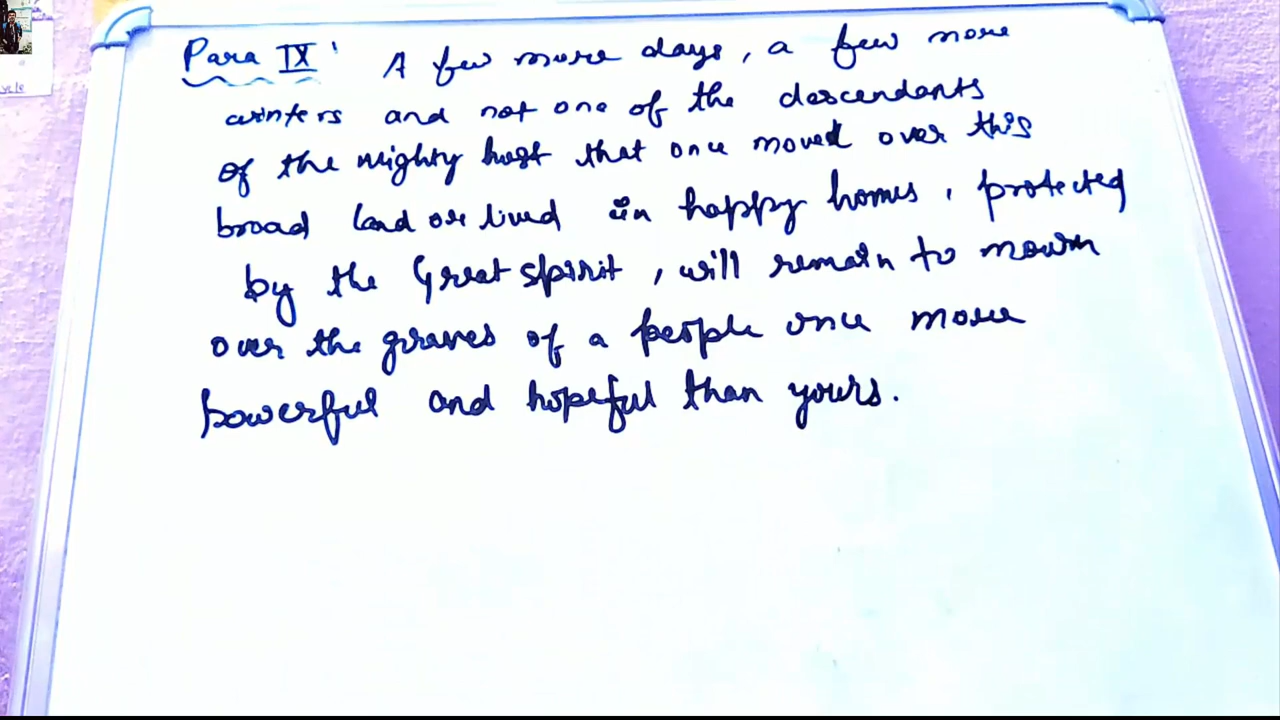 Para IX' A few more days, a few more
winters and not one of the descendants
of the mighty host that once moved over this
broad land or lived in happy homes, protected
by the Great spirit, will remain to mourn
over the graves of a people once more
powerful and hopeful than yours.